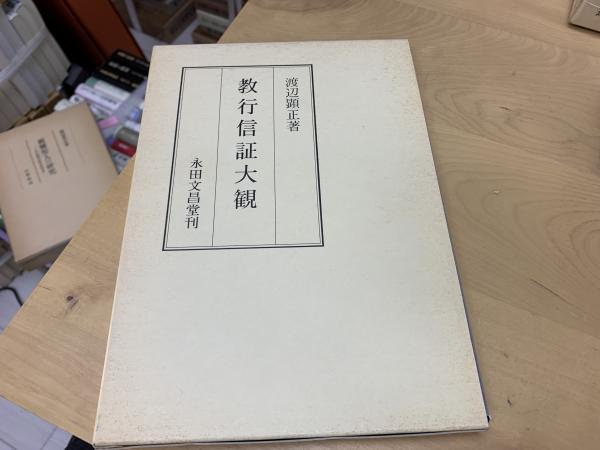 渡辺顕正著
教行信証大観
永田文昌堂刊